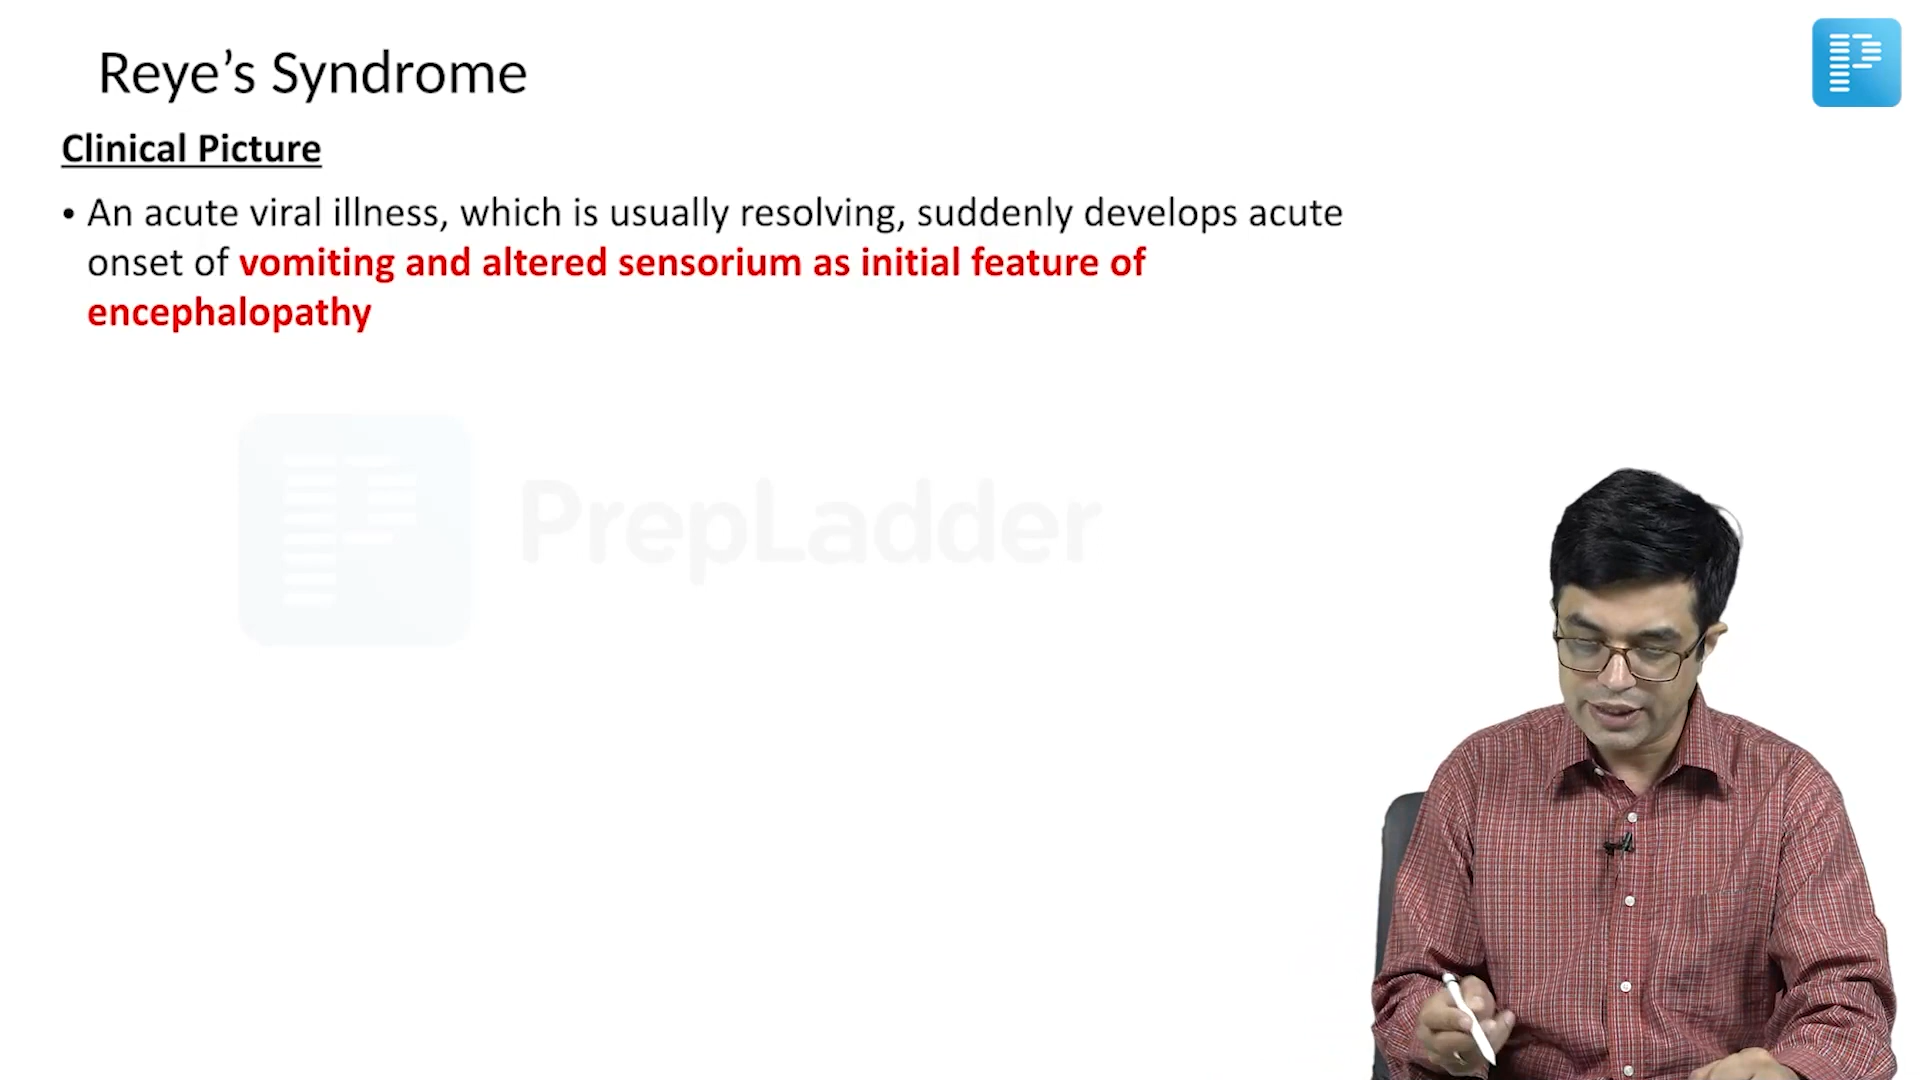 Reye’s Syndrome
Clinical Picture
• An acute viral illness, which is usually resolving, suddenly develops acute
onset of vomiting and altered sensorium as initial feature of
encephalopathy
PrepLadder